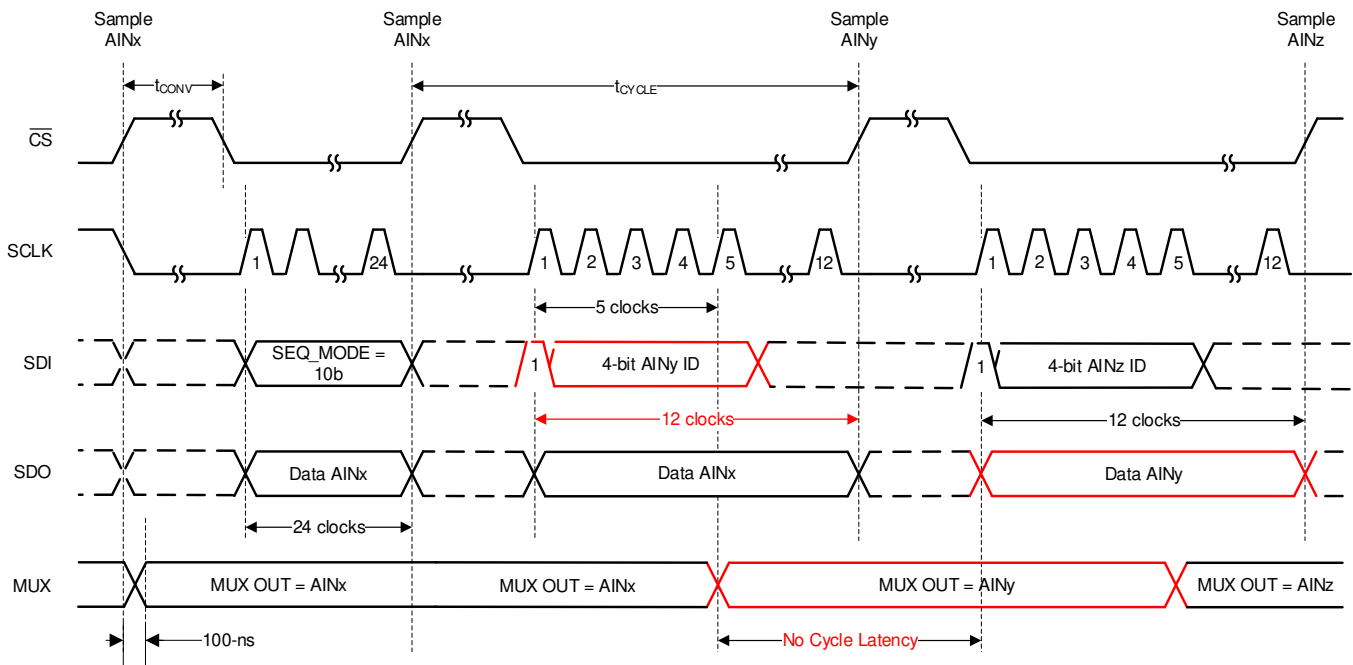 Sample
AINx
Sample
AINx
Sample
AINy
Sample
AINz
tCONV
tCYCLE
CS
SCLK
1
24
1
2
3
4
5
12
1
2
3
4
5
12
5 clocks
SDI
SEQ_MODE =
10b
1
4-bit AINy ID
1
4-bit AINz ID
12 clocks
12 clocks
SDO
Data AINx
Data AINx
Data AINy
24 clocks
MUX
MUX OUT = AINx
MUX OUT = AINx
MUX OUT = AINy
MUX OUT = AINz
100-ns
No Cycle Latency